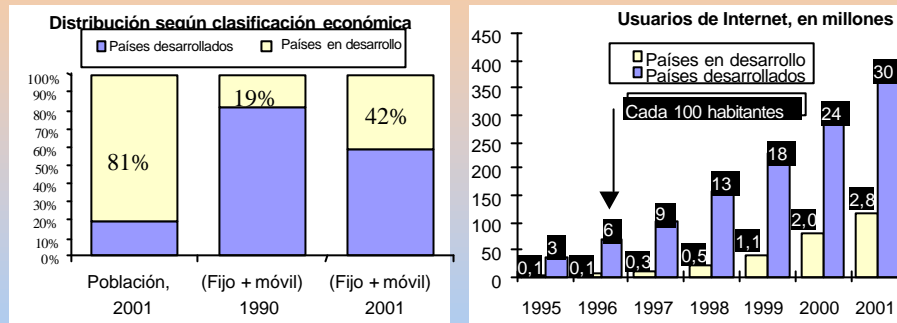 Distribución según clasificación económica
Países desarrollados Países en desarrollo
100%
90%
80%
70%
60%
50%
40%
30%
20%
10%
0%
81%
19%
42%
Población, (Fijo + móvil) (Fijo + móvil)
2001 1990 2001
Usuarios de Internet, en millones
Países en desarrollo
Países desarrollados
Cada 100 habitantes
450
400
350
300
250
200
150
100
50
0
0,1 3 0,1 6 0,3 9 0,5 13 1,1 18 2,0 24 2,8 30
1995 1996 1997 1998 1999 2000 2001